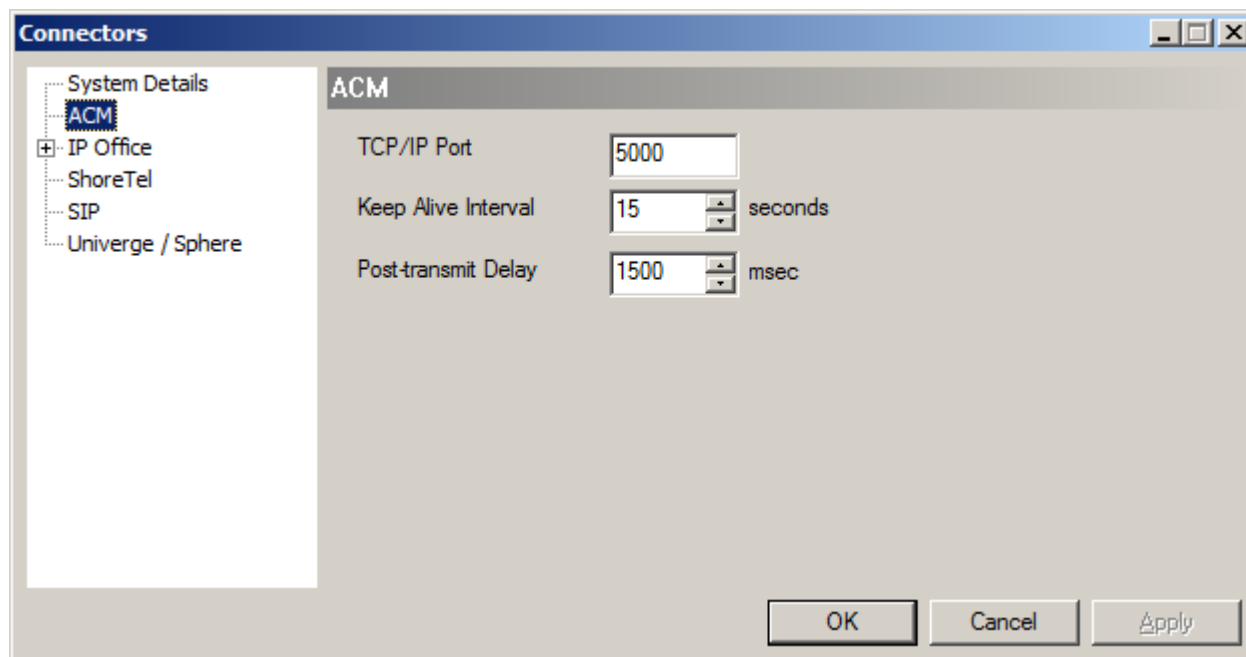 Connectors
System Details
ACM
IP Office
ShoreTel
SIP
Univerge / Sphere
ACM
TCP/IP Port 5000
Keep Alive Interval 15 seconds
Post-transmit Delay 1500 msec
OK Cancel Apply